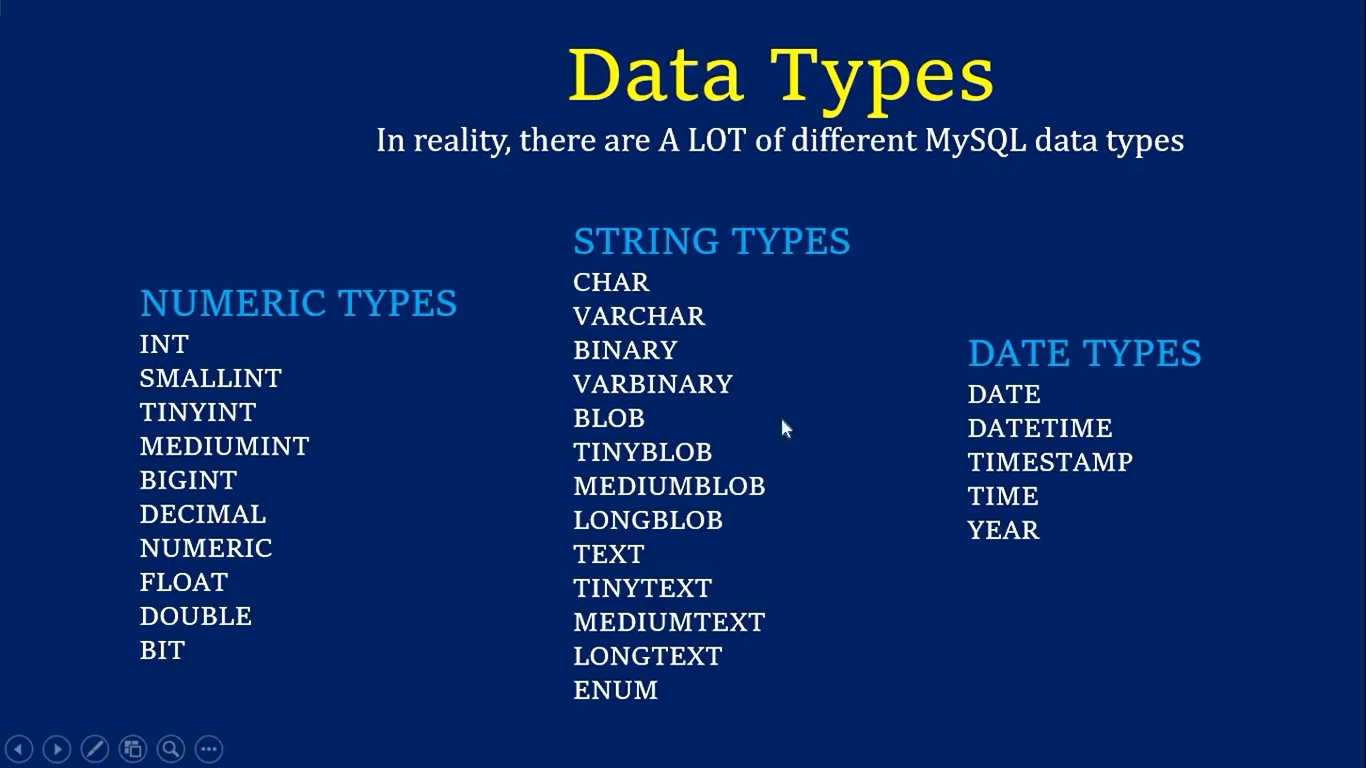 Data Types
In reality, there are A LOT of different MySQL data types
NUMERIC TYPES
INT
SMALLINT
TINYINT
MEDIUMINT
BIGINT
DECIMAL
NUMERIC
FLOAT
DOUBLE
BIT
STRING TYPES
CHAR
VARCHAR
BINARY
VARBINARY
BLOB
TINYBLOB
MEDIUMBLOB
LONGBLOB
TEXT
TINYTEXT
MEDIUMTEXT
LONGTEXT
ENUM
DATE TYPES
DATE
DATETIME
TIMESTAMP
TIME
YEAR